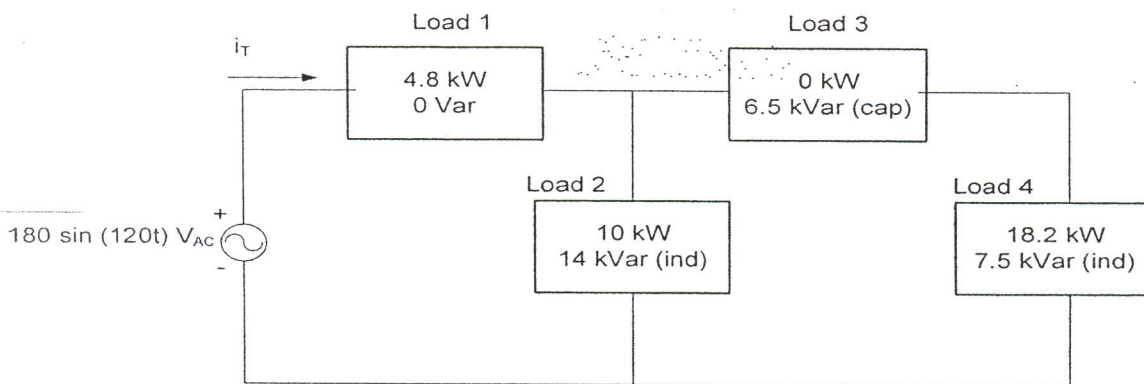 Load 1
Load 3
i_T
4.8 kW
0 Var
0 kW
6.5 kVar (cap)
Load 2
Load 4
10 kW
14 kVar (ind)
18.2 kW
7.5 kVar (ind)
+
180 sin (120t) V_AC
-